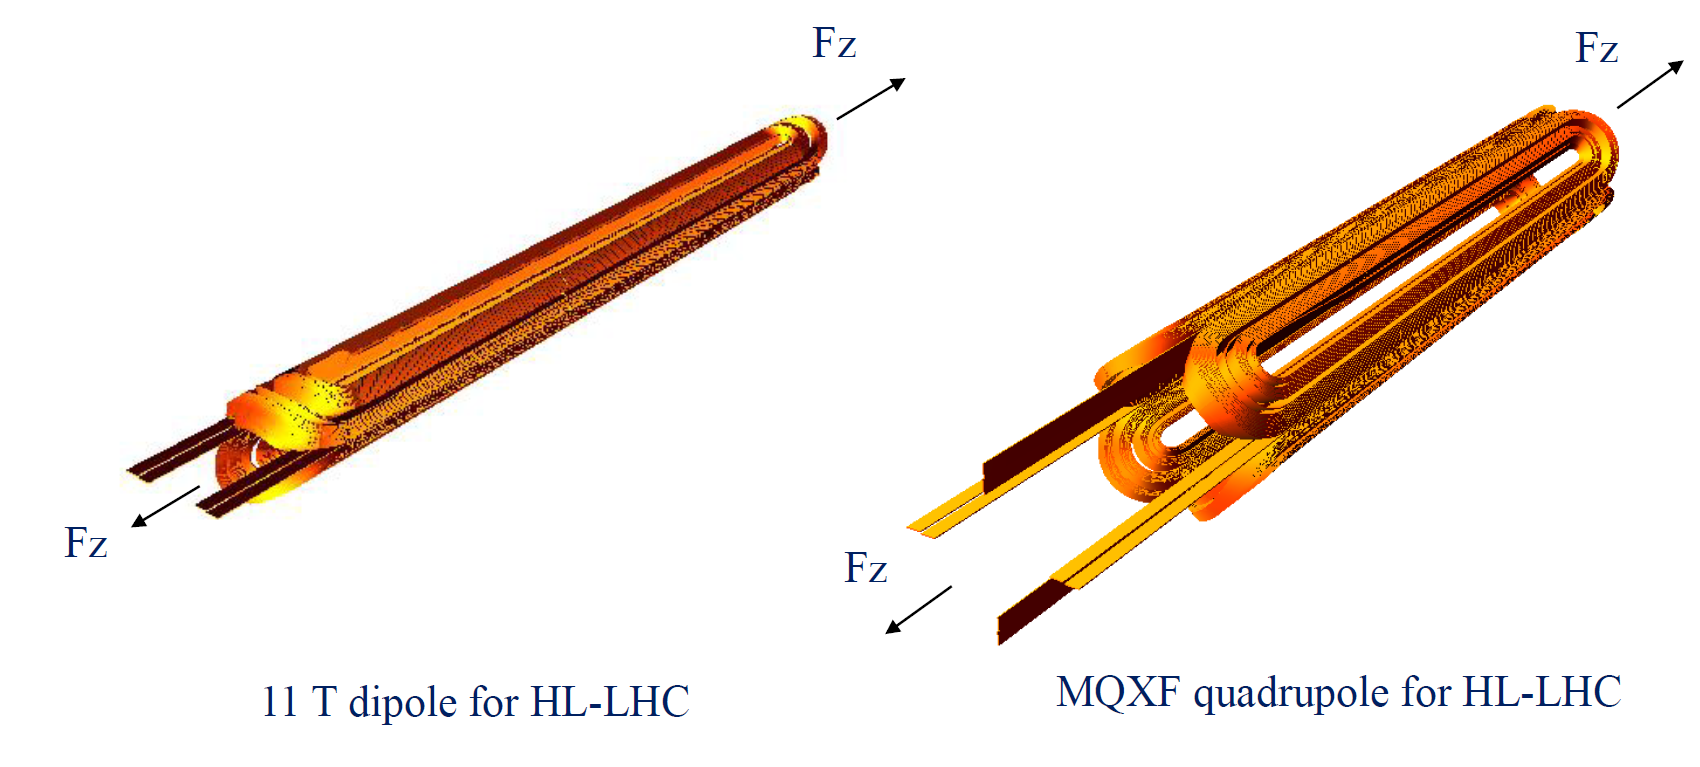 Fz
Fz
Fz
Fz
11 T dipole for HL-LHC
MQXF quadrupole for HL-LHC